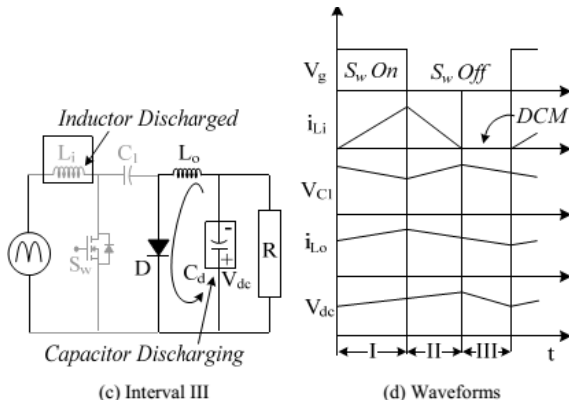 Inductor Discharged
Li
C1
Lo
Sw
D
Cd
-
+
Vdc
R
Capacitor Discharging
(c) Interval III
Vg
Sw On
Sw Off
iLi
DCM
VC1
iLo
Vdc
I
II
III
t
(d) Waveforms